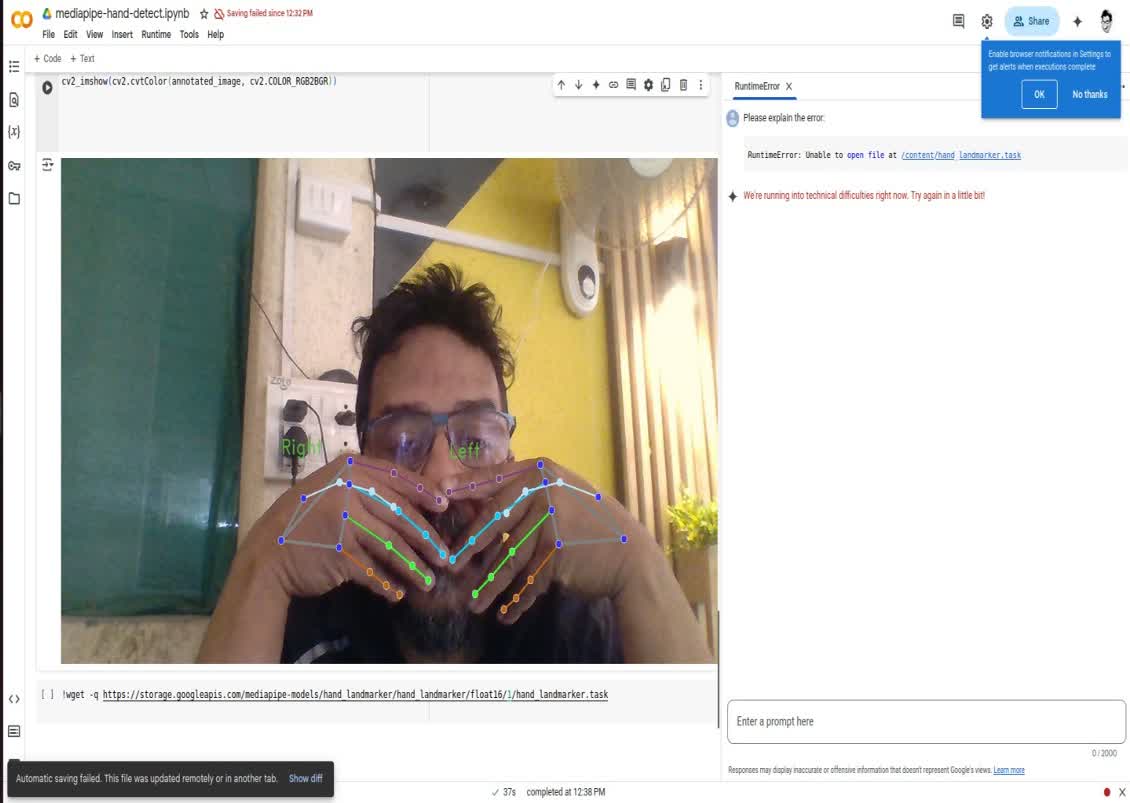 mediapipe-hand-detect.ipynb
Saving failed since 12:32 PM
File Edit View Insert Runtime Tools Help
Share
+ Code + Text
Enable browser notifications in Settings to
get alerts when executions complete
OK No thanks
cv2_imshow(cv2.cvtColor(annotated_image, cv2.COLOR_RGB2BGR))
RuntimeError X
Please explain the error:
RuntimeError: Unable to open file at /content/hand_landmarker.task
We're running into technical difficulties right now. Try again in a little bit!
{x}
Right
Left
[ ] !wget -q https://storage.googleapis.com/mediapipe-models/hand_landmarker/hand_landmarker/float16/1/hand_landmarker.task
Enter a prompt here
0 / 2000
Responses may display inaccurate or offensive information that doesn't represent Google's views. Learn more
Automatic saving failed. This file was updated remotely or in another tab. Show diff
✓ 37s completed at 12:38 PM